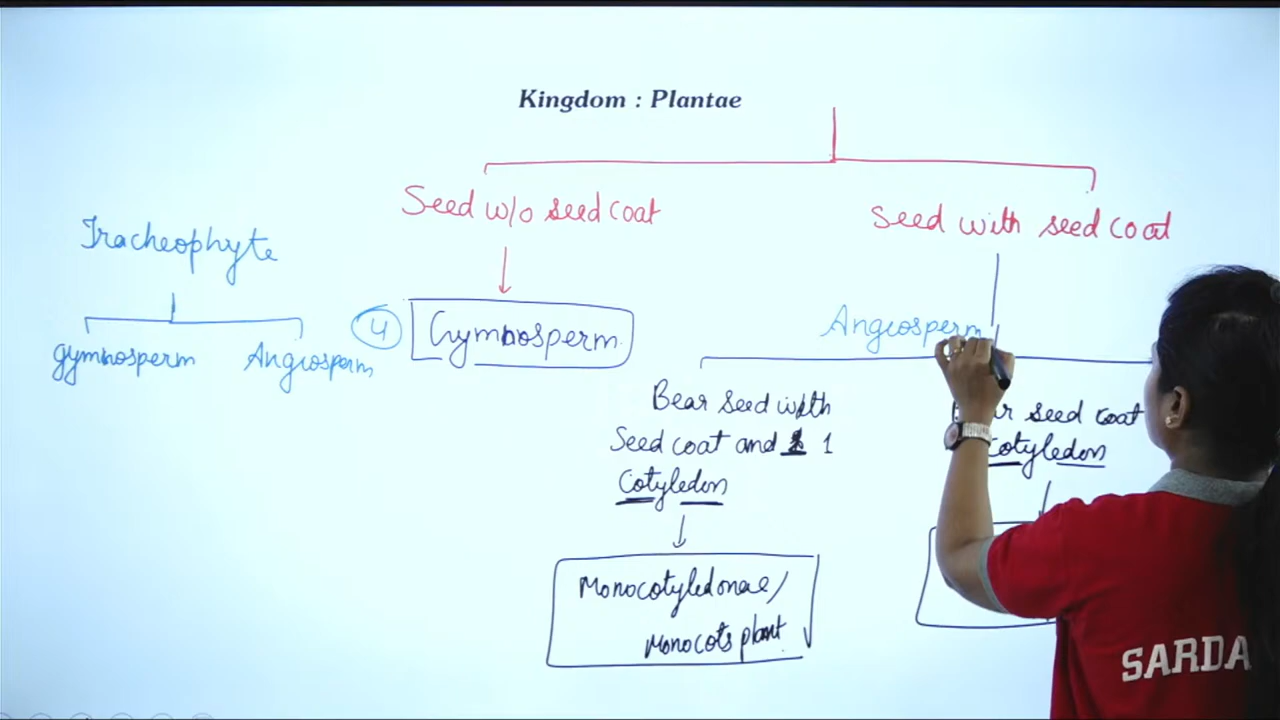 Kingdom : Plantae
Seed w/o seed coat
Seed with seed coat
Tracheophyte
gymnosperm
Angiosperm
4
Gymnosperm
Angiosperm
Bear Seed with
Seed coat and 1
Cotyledon
seed coat
cotyledon
Monocotyledonae/
Monocots plant
SARDA